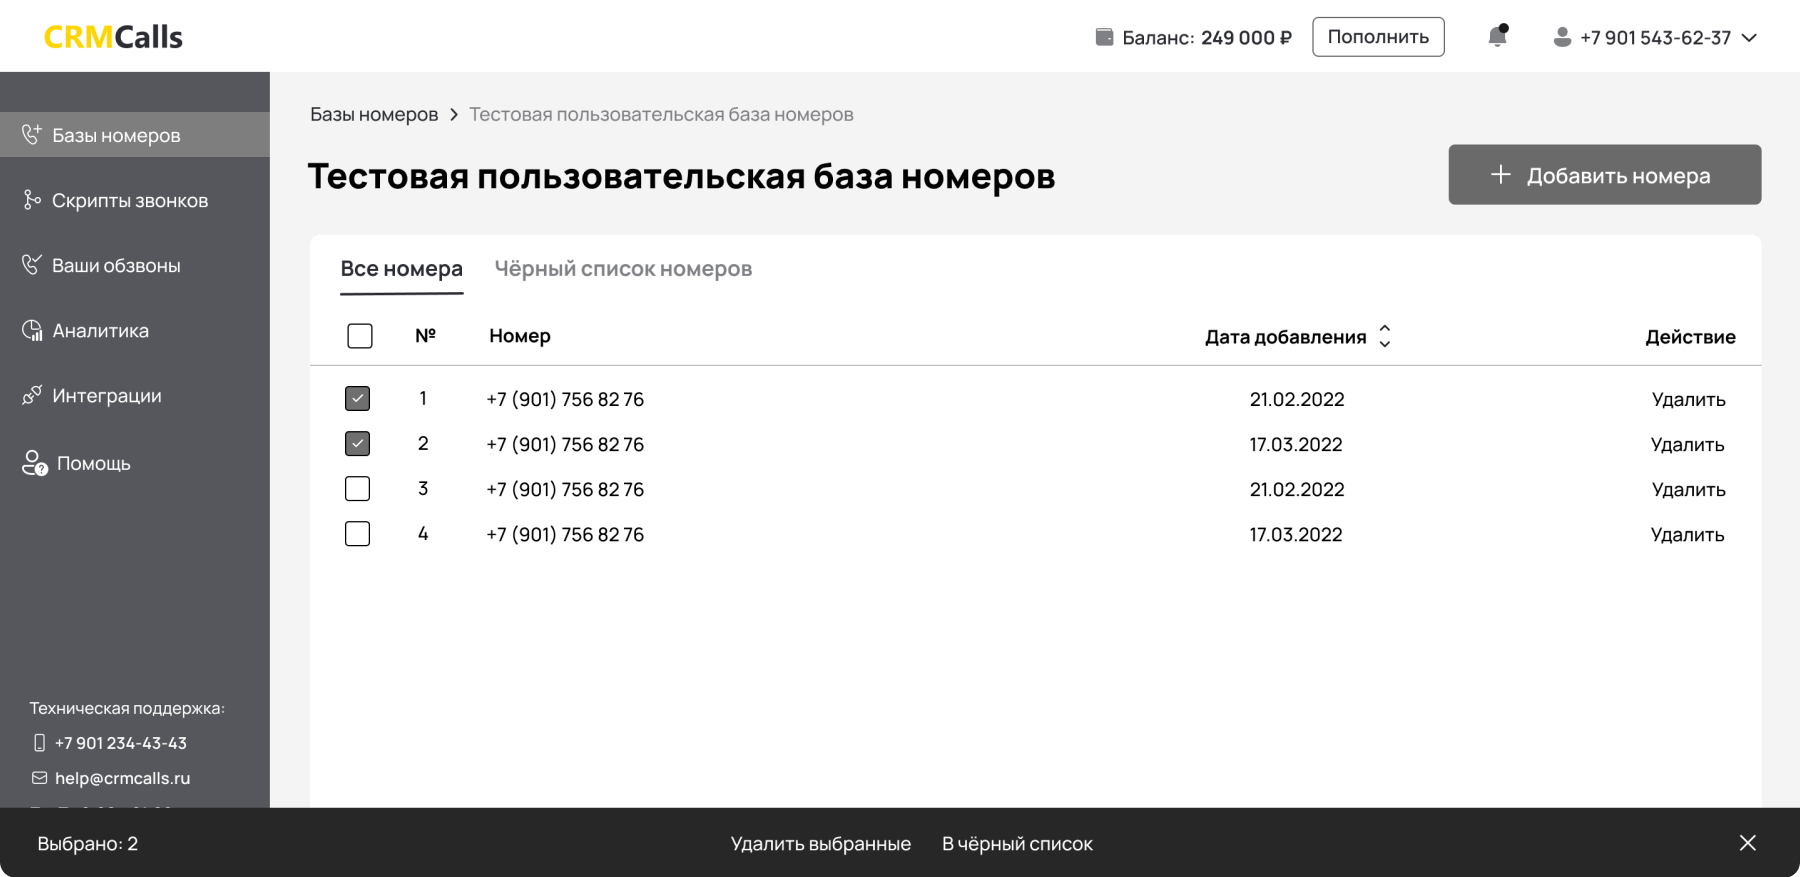 CRMCalls
Баланс: 249 000 ₽
Пополнить
+7 901 543-62-37
Базы номеров
Скрипты звонков
Ваши обзвоны
Аналитика
Интеграции
Помощь
Техническая поддержка:
+7 901 234-43-43
help@crmcalls.ru
Базы номеров > Тестовая пользовательская база номеров
Тестовая пользовательская база номеров
+ Добавить номера
Все номера Чёрный список номеров
№ Номер Дата добавления Действие
1 +7 (901) 756 82 76 21.02.2022 Удалить
2 +7 (901) 756 82 76 17.03.2022 Удалить
3 +7 (901) 756 82 76 21.02.2022 Удалить
4 +7 (901) 756 82 76 17.03.2022 Удалить
Выбрано: 2 Удалить выбранные В чёрный список